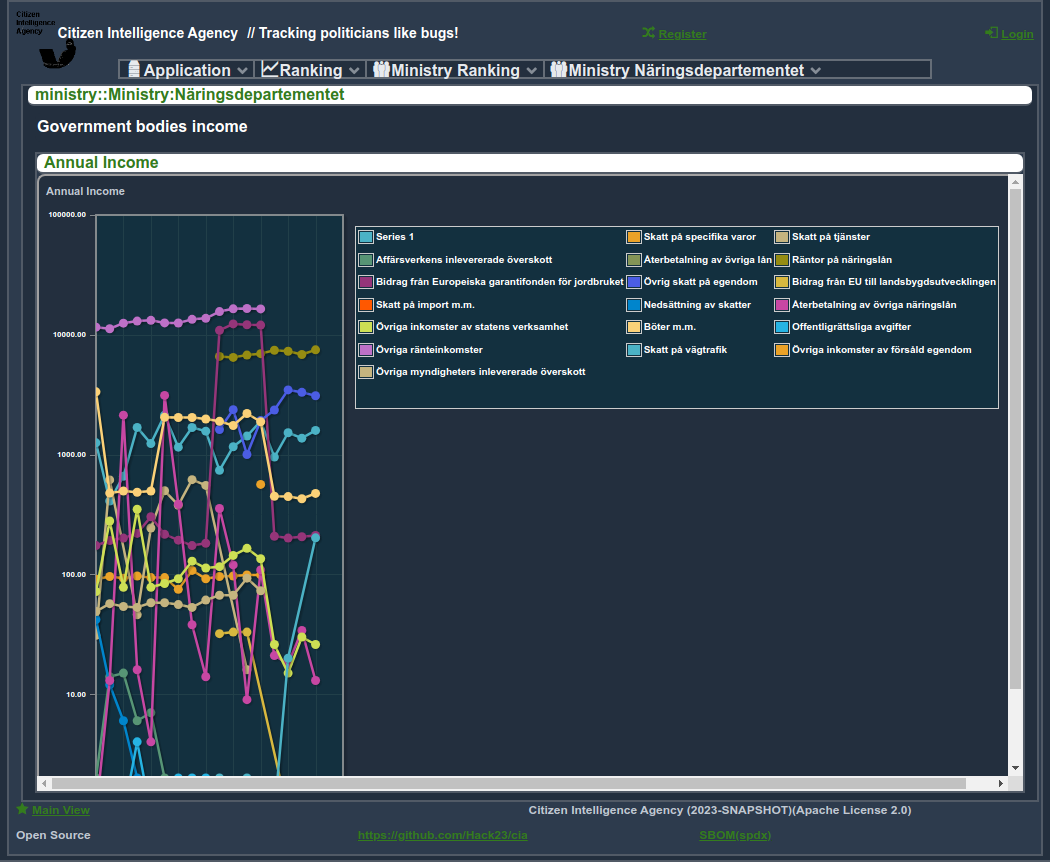 Citizen
Intelligence
Agency
Citizen Intelligence Agency // Tracking politicians like bugs!
Register
Login
Application
Ranking
Ministry Ranking
Ministry Näringsdepartementet
ministry::Ministry:Näringsdepartementet
Government bodies income
Annual Income
Annual Income
100000.00
10000.00
1000.00
100.00
10.00
Series 1
Skatt på specifika varor
Skatt på tjänster
Affärsverkens inlevererade överskott
Återbetalning av övriga lån
Räntor på näringslån
Bidrag från Europeiska garantifonden för jordbruket
Övrig skatt på egendom
Bidrag från EU till landsbygdsutvecklingen
Skatt på import m.m.
Nedsättning av skatter
Återbetalning av övriga näringslån
Övriga inkomster av statens verksamhet
Böter m.m.
Offentligrättsliga avgifter
Övriga ränteinkomster
Skatt på vägtrafik
Övriga inkomster av försåld egendom
Övriga myndigheters inlevererade överskott
Main View
Citizen Intelligence Agency (2023-SNAPSHOT)(Apache License 2.0)
Open Source
https://github.com/Hack23/cia
SBOM(spdx)